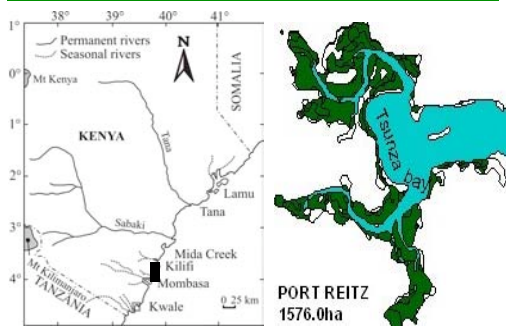 1°
0°
1°
2°
3°
4°
38°
39°
40°
41°
Permanent rivers
Seasonal rivers
N
Mt Kenya
SOMALIA
KENYA
Tana
Lamu
Tana
Sabaki
Mida Creek
Kilifi
Mombasa
Mt Kilimanjaro
TANZANIA
Kwale
0 25 km
Tsunza bay
PORT REITZ
1576.0ha